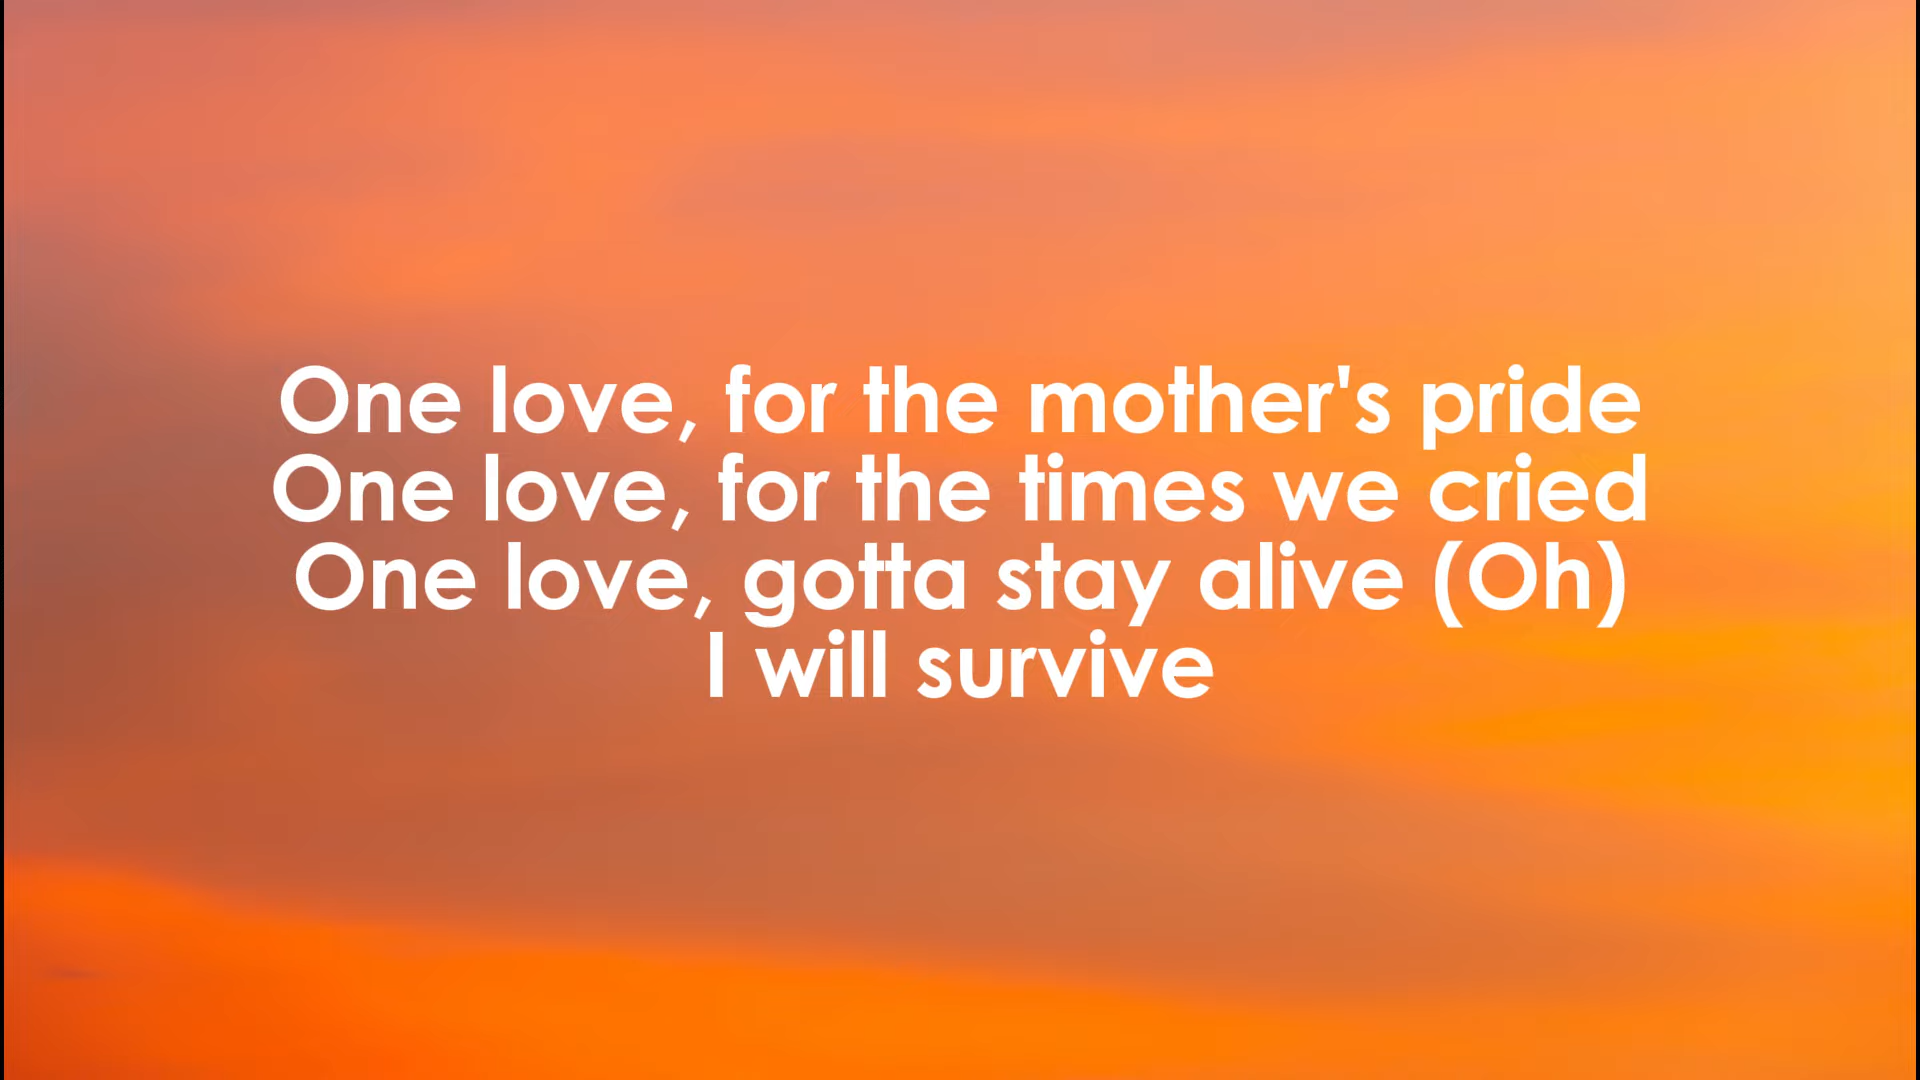 One love, for the mother's pride
One love, for the times we cried
One love, gotta stay alive (Oh)
I will survive